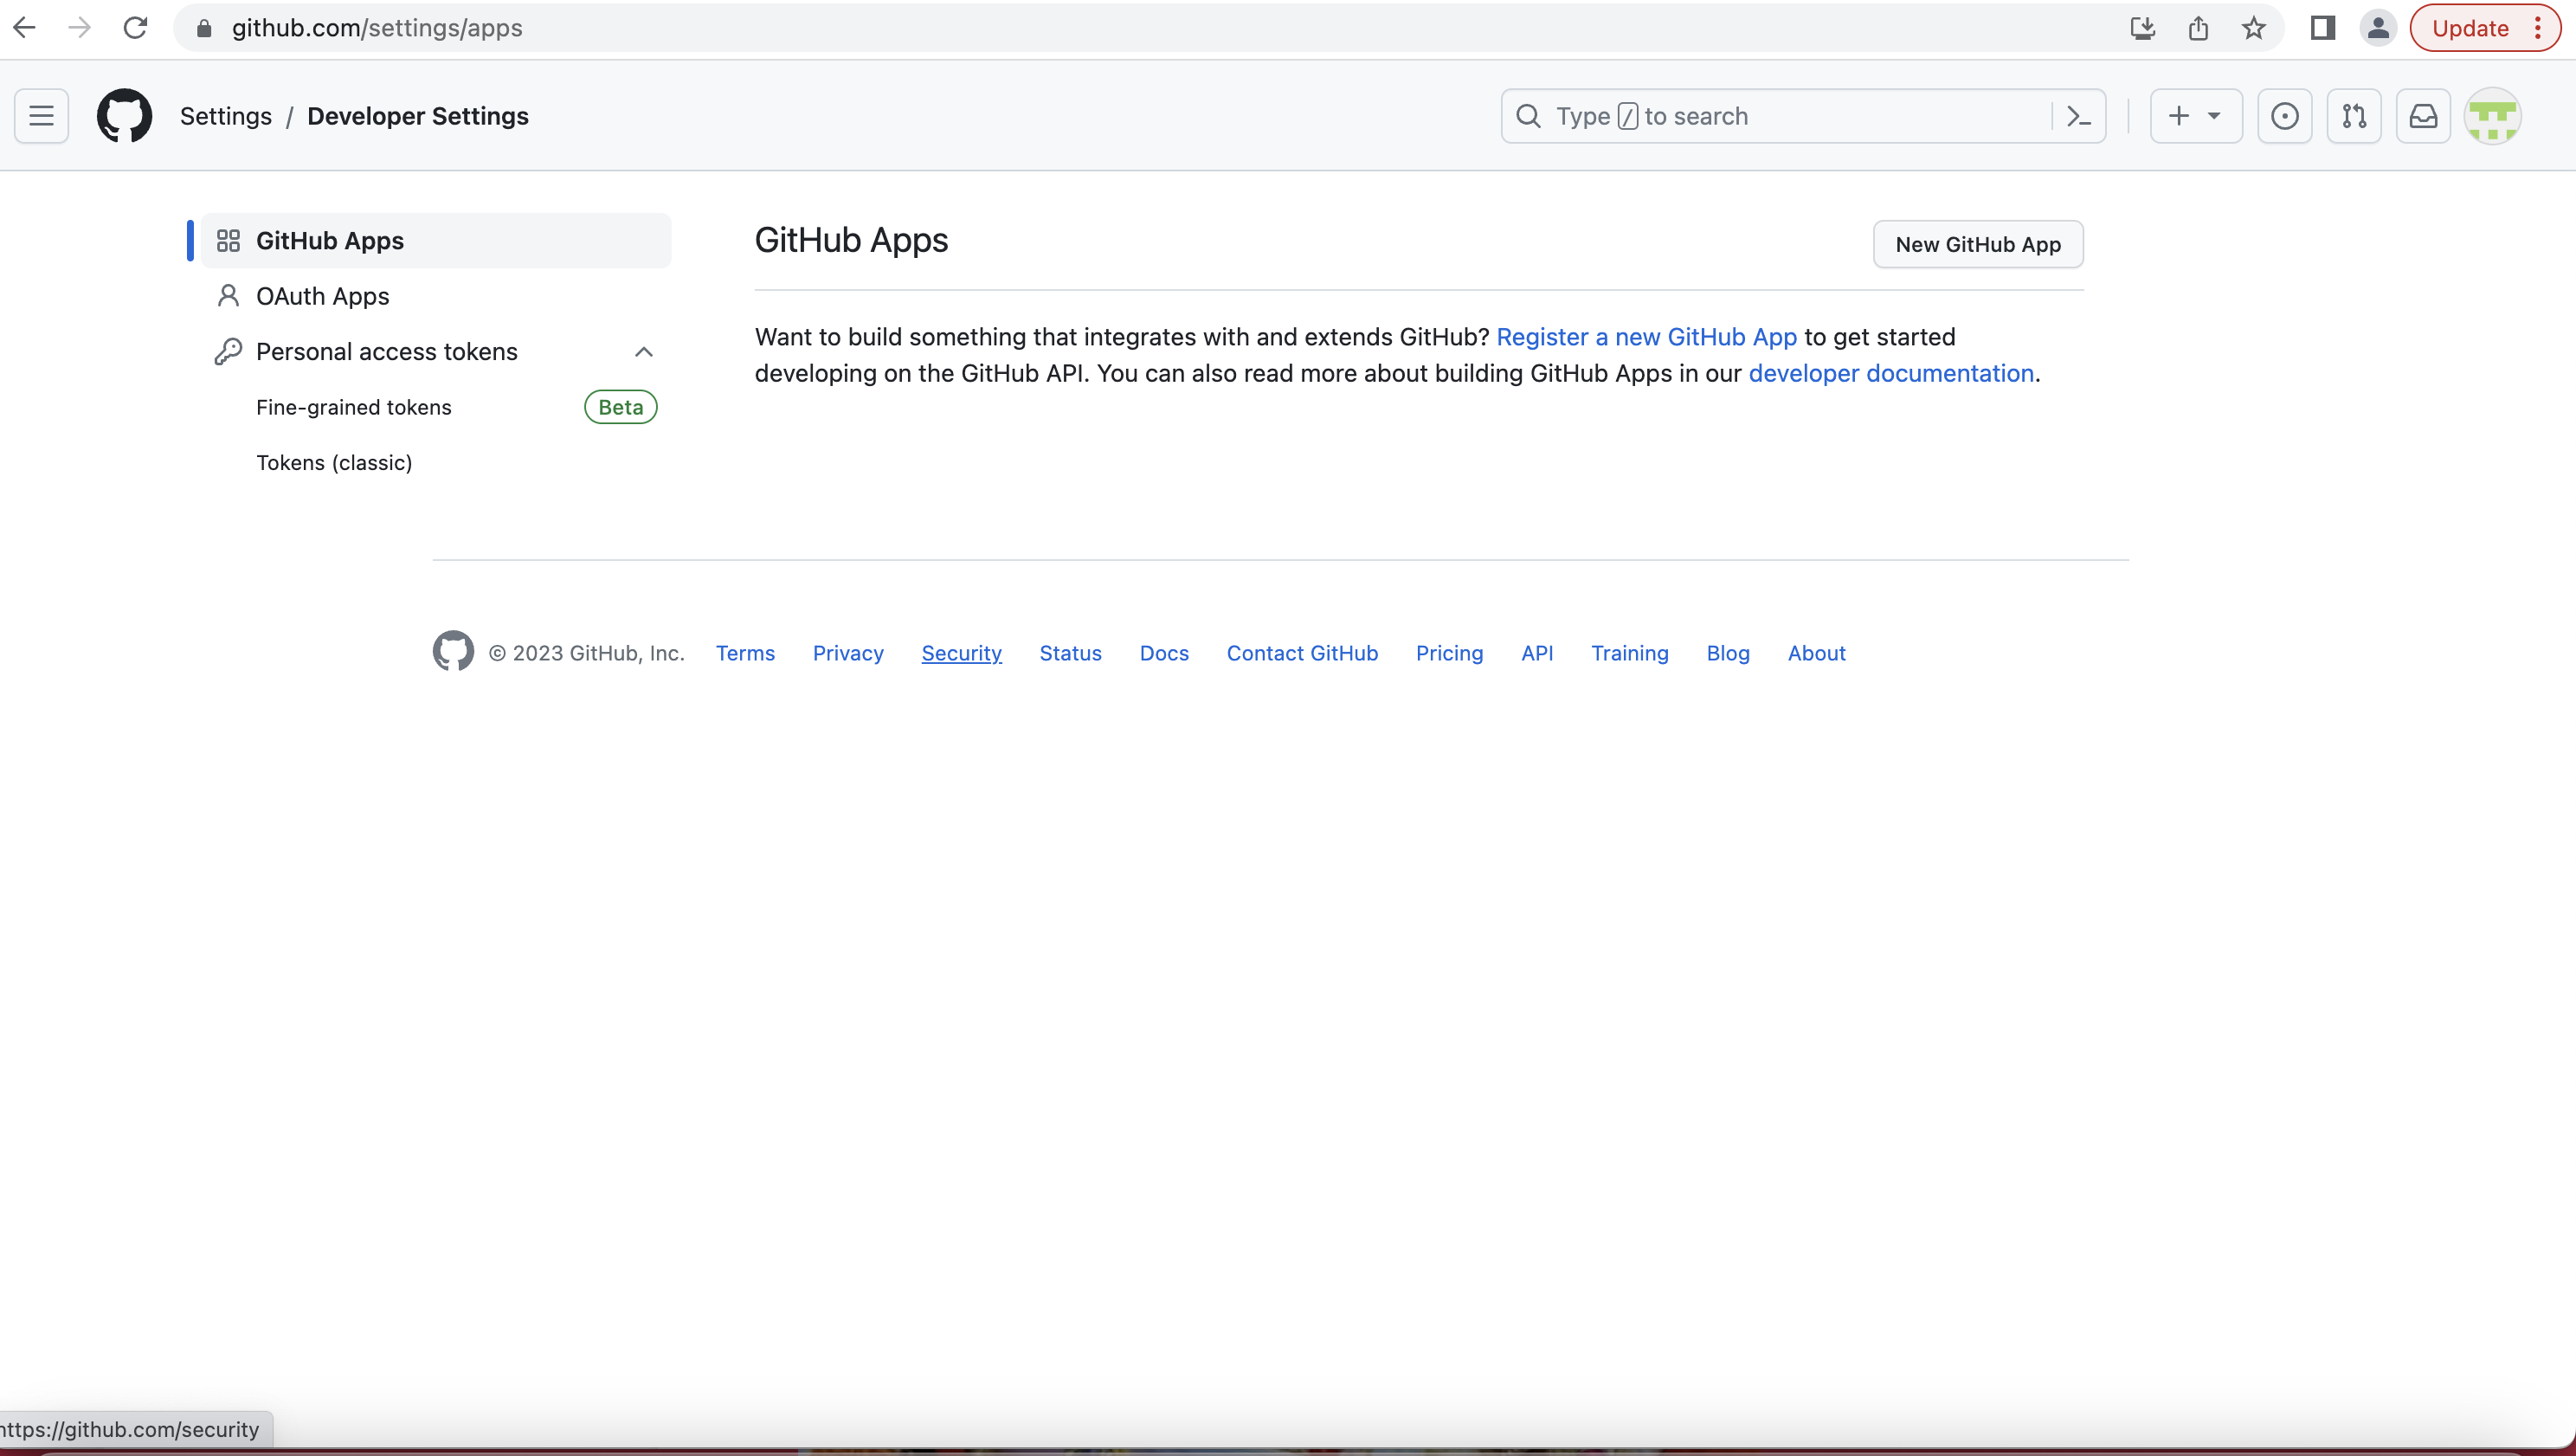 github.com/settings/apps
Update
Settings / Developer Settings
Type / to search
GitHub Apps
OAuth Apps
Personal access tokens
Fine-grained tokens
Beta
Tokens (classic)
GitHub Apps
New GitHub App
Want to build something that integrates with and extends GitHub? Register a new GitHub App to get started
developing on the GitHub API. You can also read more about building GitHub Apps in our developer documentation.
© 2023 GitHub, Inc. Terms Privacy Security Status Docs Contact GitHub Pricing API Training Blog About
https://github.com/security